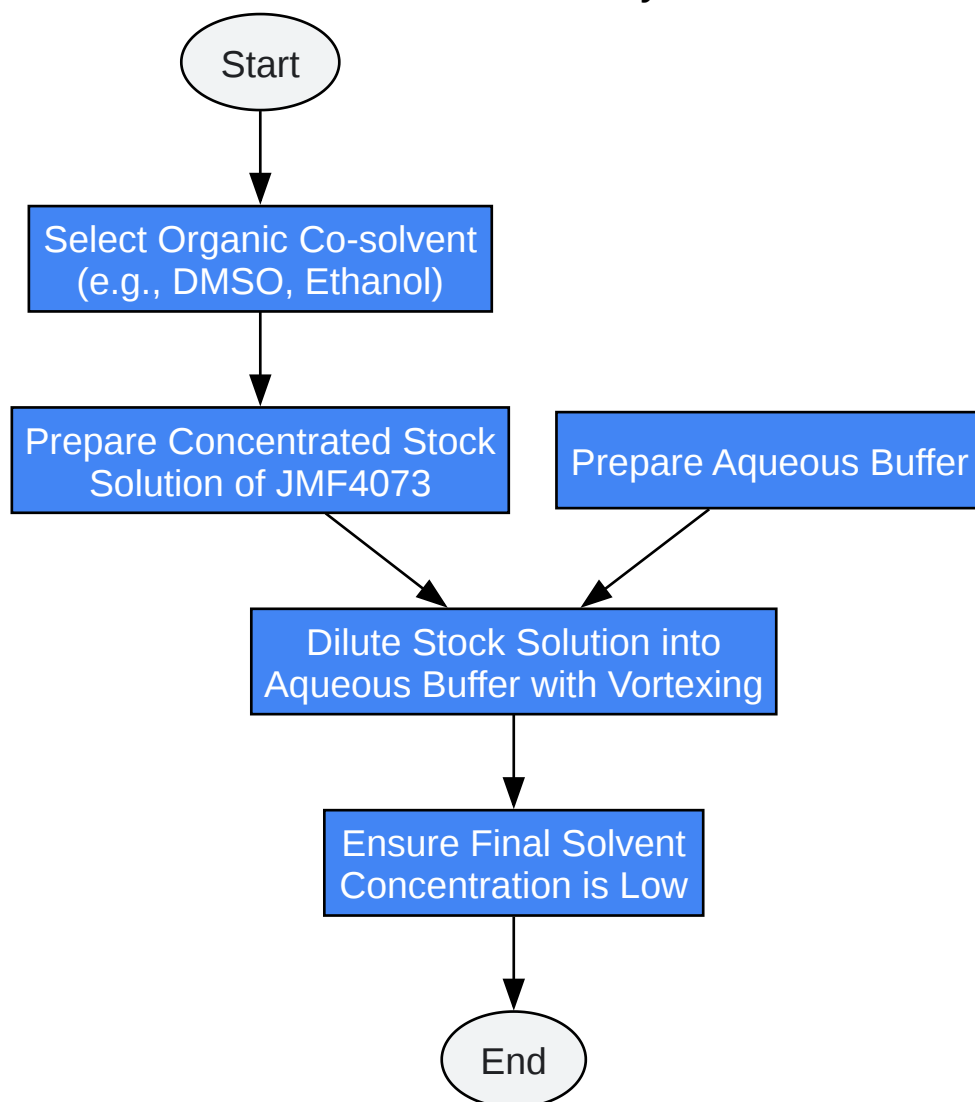 Start
Select Organic Co-solvent
(e.g., DMSO, Ethanol)
Prepare Concentrated Stock
Solution of JMF4073
Prepare Aqueous Buffer
Dilute Stock Solution into
Aqueous Buffer with Vortexing
Ensure Final Solvent
Concentration is Low
End